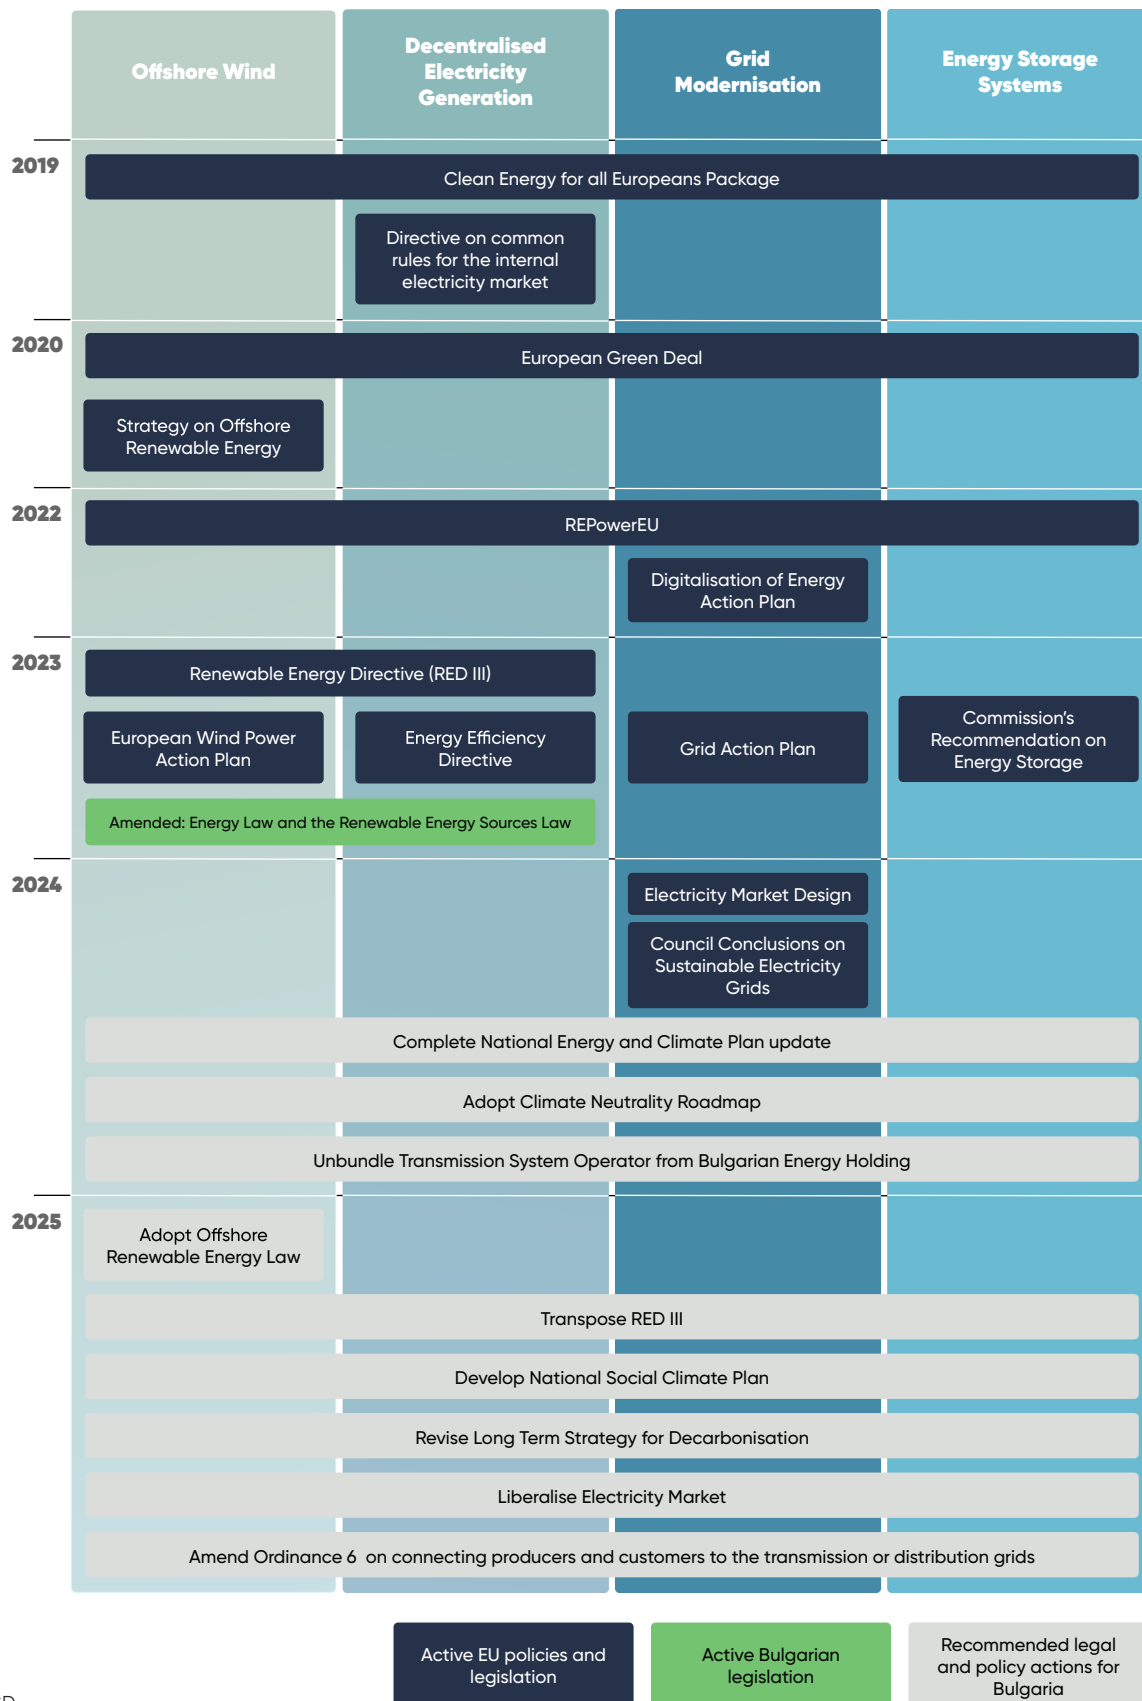 Offshore Wind
Decentralised
Electricity
Generation
Grid
Modernisation
Energy Storage
Systems
2019
Clean Energy for all Europeans Package
Directive on common
rules for the internal
electricity market
2020
European Green Deal
Strategy on Offshore
Renewable Energy
2022
REPowerEU
Digitalisation of Energy
Action Plan
2023
Renewable Energy Directive (RED III)
European Wind Power
Action Plan
Energy Efficiency
Directive
Grid Action Plan
Commission’s
Recommendation on
Energy Storage
Amended: Energy Law and the Renewable Energy Sources Law
2024
Electricity Market Design
Council Conclusions on
Sustainable Electricity
Grids
Complete National Energy and Climate Plan update
Adopt Climate Neutrality Roadmap
Unbundle Transmission System Operator from Bulgarian Energy Holding
2025
Adopt Offshore
Renewable Energy Law
Transpose RED III
Develop National Social Climate Plan
Revise Long Term Strategy for Decarbonisation
Liberalise Electricity Market
Amend Ordinance 6 on connecting producers and customers to the transmission or distribution grids
Active EU policies and
legislation
Active Bulgarian
legislation
Recommended legal
and policy actions for
Bulgaria